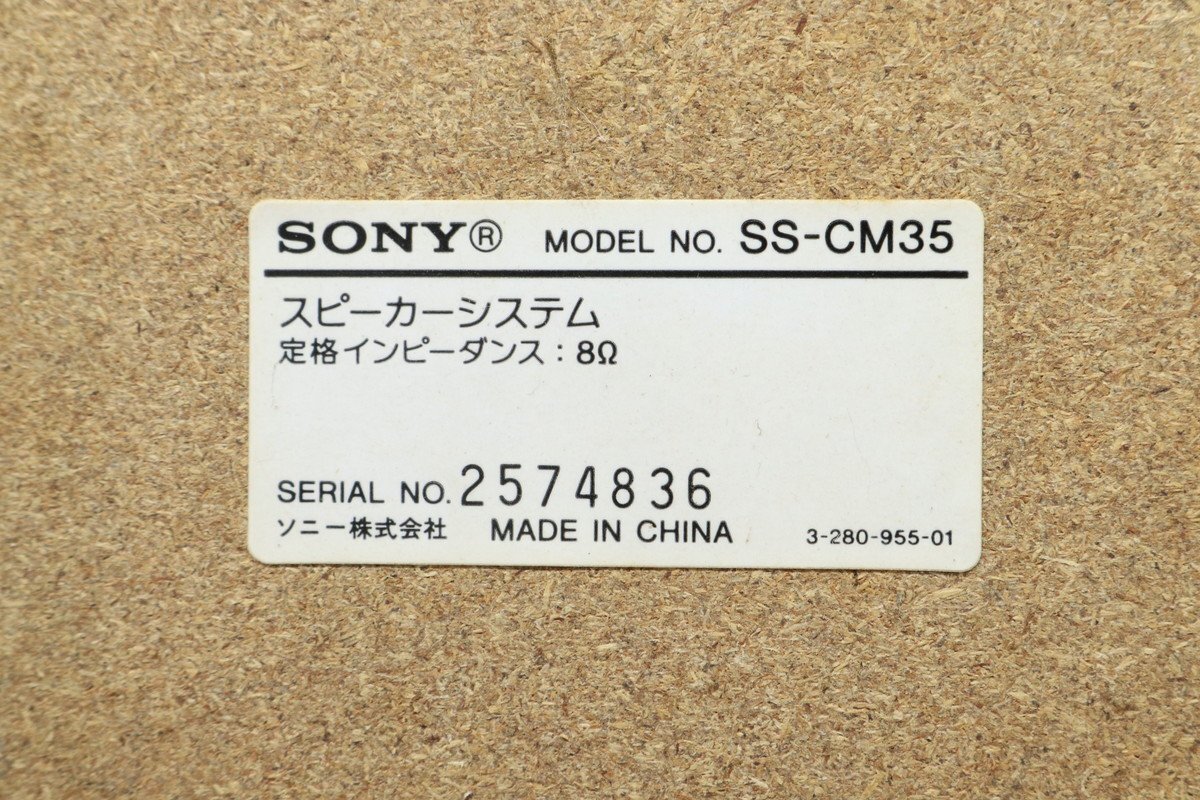 SONY® MODEL NO. SS-CM35
スピーカーシステム
定格インピーダンス：8Ω
SERIAL NO. 2574836
ソニー株式会社 MADE IN CHINA 3-280-955-01